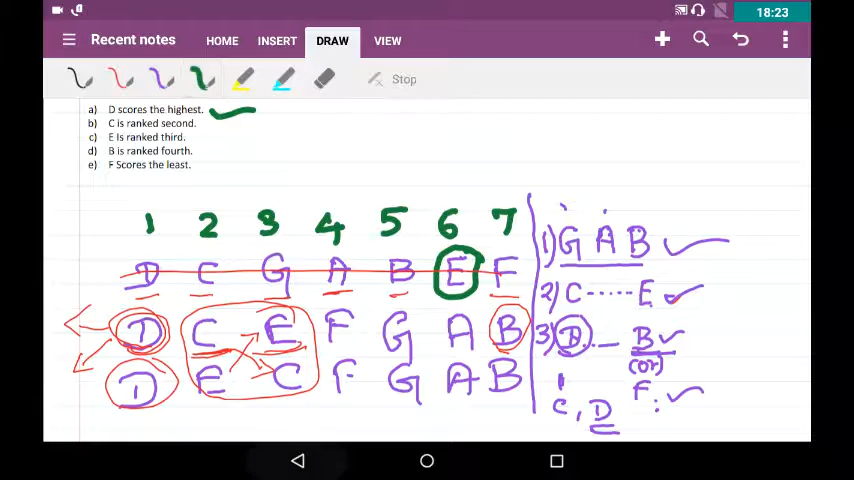 18:23
Recent notes HOME INSERT DRAW VIEW
Stop
a) D scores the highest.
b) C is ranked second.
c) E Is ranked third.
d) B is ranked fourth.
e) F Scores the least.
1 2 3 4 5 6 7
D C G A B E F
D C E F G A B
D E C F G A B
1) G A B
2) C ...... E
3) D ... B
(or)
F
C, D